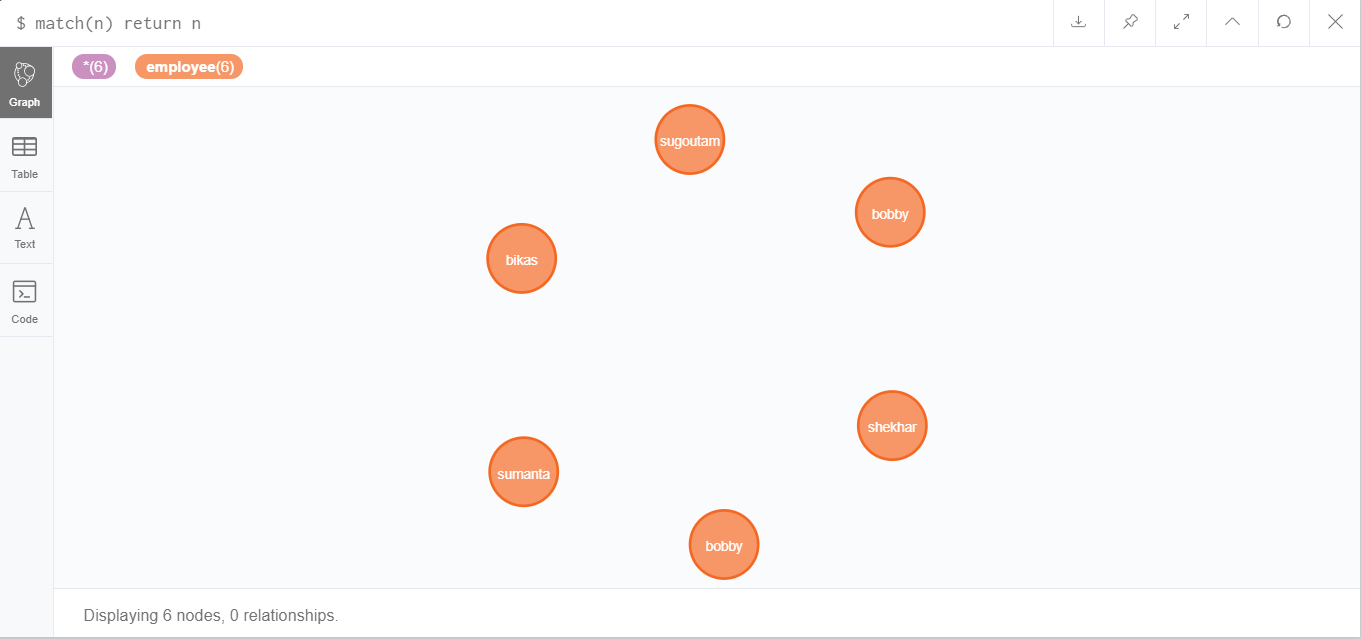 $ match(n) return n
*(6) employee(6)
Graph
Table
Text
Code
sugoutam
bobby
bikas
shekhar
sumanta
bobby
Displaying 6 nodes, 0 relationships.